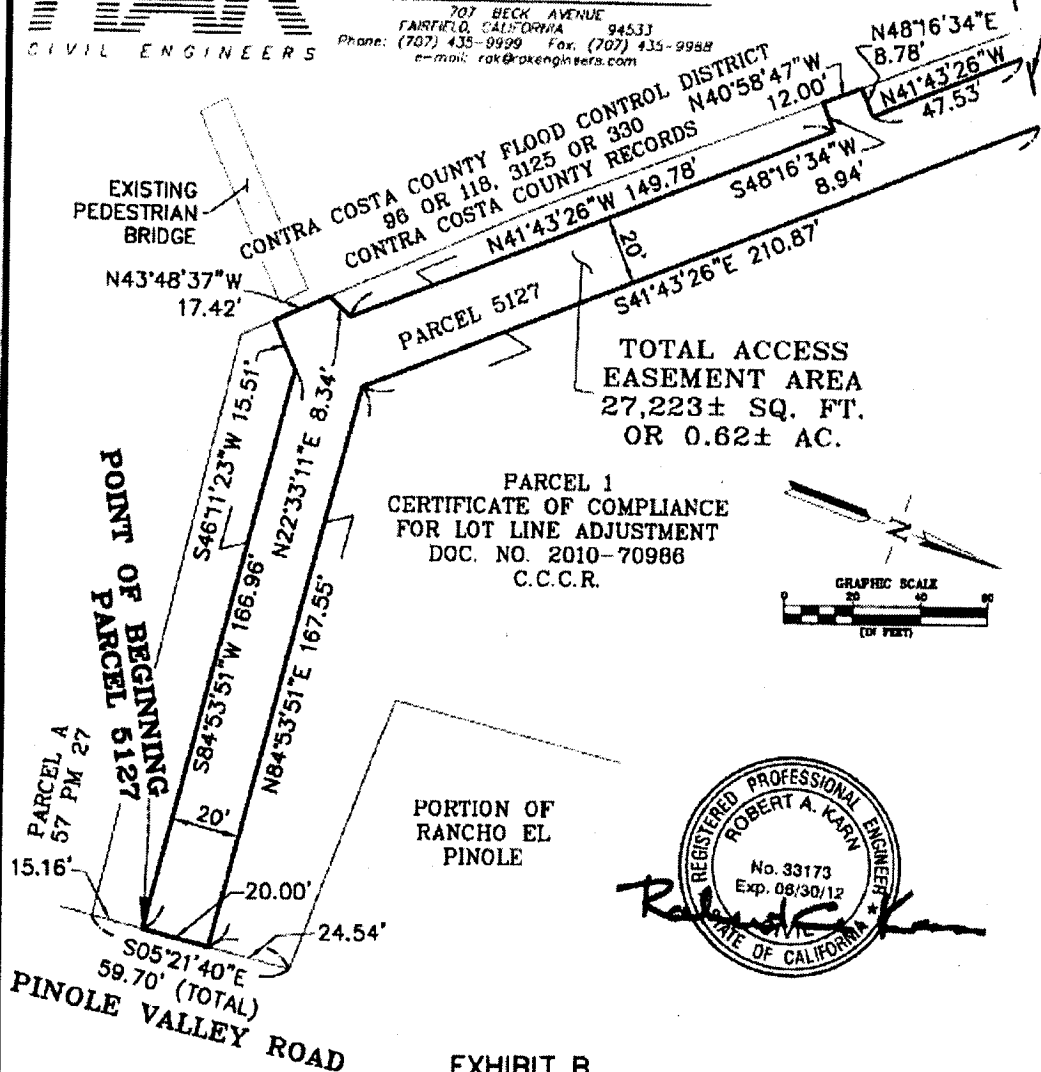 CIVIL ENGINEERS
707 BECK AVENUE
FAIRFIELD, CALIFORNIA 94533
Phone: (707) 435-9999 Fax: (707) 435-9988
e-mail: rak@rakengineers.com
N48°16'34"E
8.78'
N41°43'26"W
47.53'
CONTRA COSTA COUNTY FLOOD CONTROL DISTRICT
96 OR 118, 3125 OR 330
CONTRA COSTA COUNTY RECORDS
N40°58'47"W
12.00'
EXISTING
PEDESTRIAN
BRIDGE
N41°43'26"W 149.78'
S48°16'34"W
8.94'
20'
S41°43'26"E 210.87'
N43°48'37"W
17.42'
PARCEL 5127
TOTAL ACCESS
EASEMENT AREA
27,223± SQ. FT.
OR 0.62± AC.
S46°11'23"W 15.51'
N22°33'11"E 8.34'
PARCEL 1
CERTIFICATE OF COMPLIANCE
FOR LOT LINE ADJUSTMENT
DOC. NO. 2010-70986
C.C.C.R.
N
GRAPHIC SCALE
0 20 40 80
(IN FEET)
POINT OF BEGINNING
PARCEL 5127
S84°53'51"W 166.96'
N84°53'51"E 167.55'
PARCEL A
57 PM 27
20'
PORTION OF
RANCHO EL
PINOLE
REGISTERED PROFESSIONAL ENGINEER
ROBERT A. KARN
No. 33173
Exp. 06/30/12
CIVIL
STATE OF CALIFORNIA
15.16'
20.00'
24.54'
S05°21'40"E
59.70' (TOTAL)
PINOLE VALLEY ROAD
EXHIBIT B